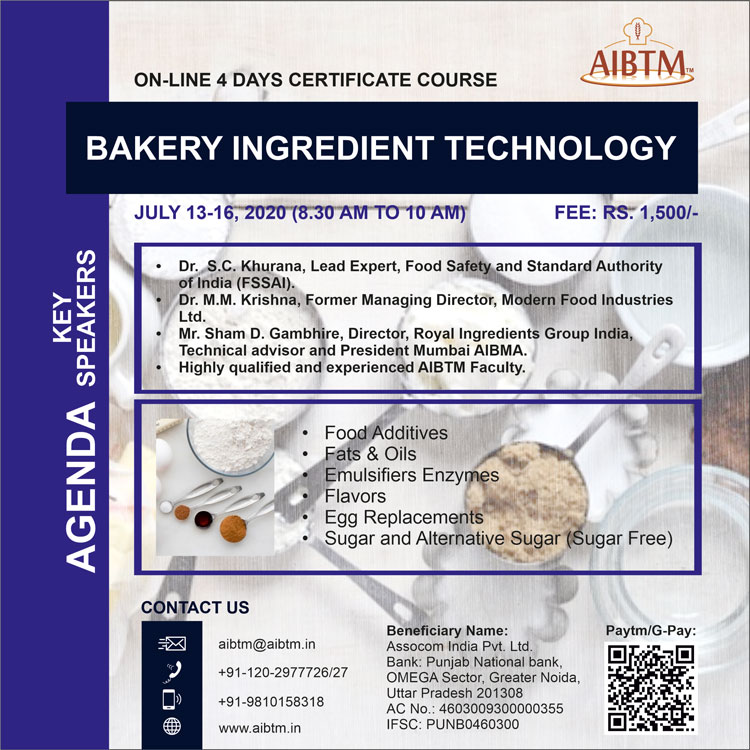 AIBTM TM
ON-LINE 4 DAYS CERTIFICATE COURSE
BAKERY INGREDIENT TECHNOLOGY
JULY 13-16, 2020 (8.30 AM TO 10 AM) FEE: RS. 1,500/-
KEY
SPEAKERS
• Dr. S.C. Khurana, Lead Expert, Food Safety and Standard Authority
of India (FSSAI).
• Dr. M.M. Krishna, Former Managing Director, Modern Food Industries
Ltd.
• Mr. Sham D. Gambhire, Director, Royal Ingredients Group India,
Technical advisor and President Mumbai AIBMA.
• Highly qualified and experienced AIBTM Faculty.
AGENDA
• Food Additives
• Fats & Oils
• Emulsifiers Enzymes
• Flavors
• Egg Replacements
• Sugar and Alternative Sugar (Sugar Free)
CONTACT US
aibtm@aibtm.in
+91-120-2977726/27
+91-9810158318
www.aibtm.in
Beneficiary Name:
Assocom India Pvt. Ltd.
Bank: Punjab National bank,
OMEGA Sector, Greater Noida,
Uttar Pradesh 201308
AC No.: 4603009300000355
IFSC: PUNB0460300
Paytm/G-Pay: